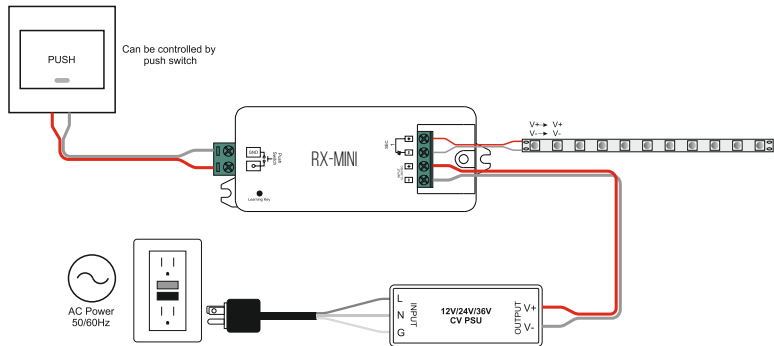 PUSH
Can be controlled by
push switch
GND
Push
Switch
RX-MINI
Learning Key
V+ V+
V- V-
AC Power
50/60Hz
L
N
G
INPUT
12V/24V/36V
CV PSU
OUTPUT
V+
V-